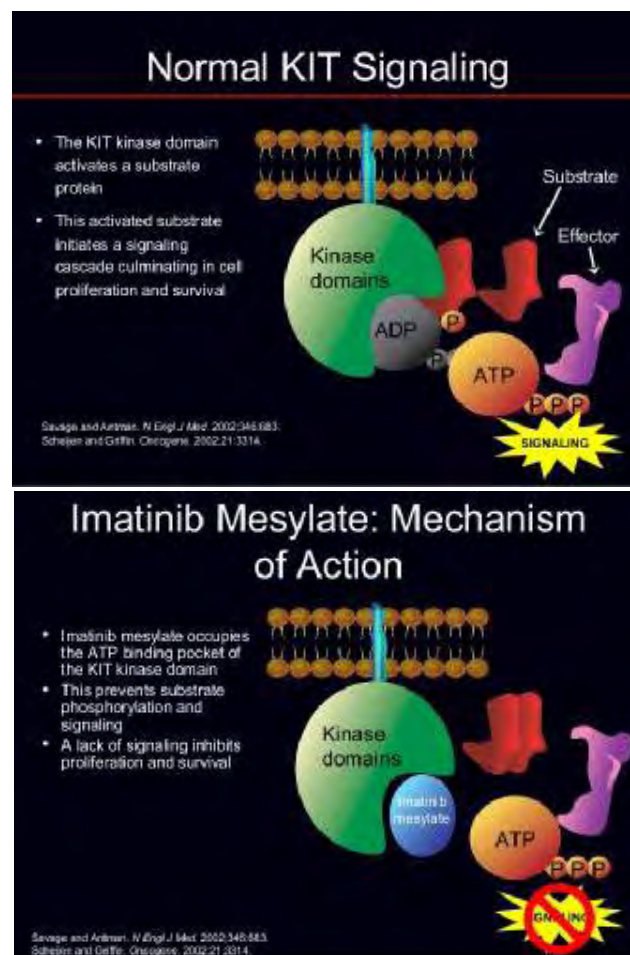 Normal KIT Signaling
• The KIT kinase domain
activates a substrate
protein
• This activated substrate
initiates a signaling
cascade culminating in cell
proliferation and survival
Substrate
Effector
Kinase
domains
ADP
P
P
ATP
P P P
SIGNALING
Savage and Antman. N Engl J Med. 2002;346:683.
Scheijen and Griffin. Oncogene. 2002;21:3314.
Imatinib Mesylate: Mechanism
of Action
• Imatinib mesylate occupies
the ATP binding pocket of
the KIT kinase domain
• This prevents substrate
phosphorylation and
signaling
• A lack of signaling inhibits
proliferation and survival
Kinase
domains
Imatinib
mesylate
ATP
P P P
Savage and Antman. N Engl J Med. 2002;346:683.
Scheijen and Griffin. Oncogene. 2002;21:3314.